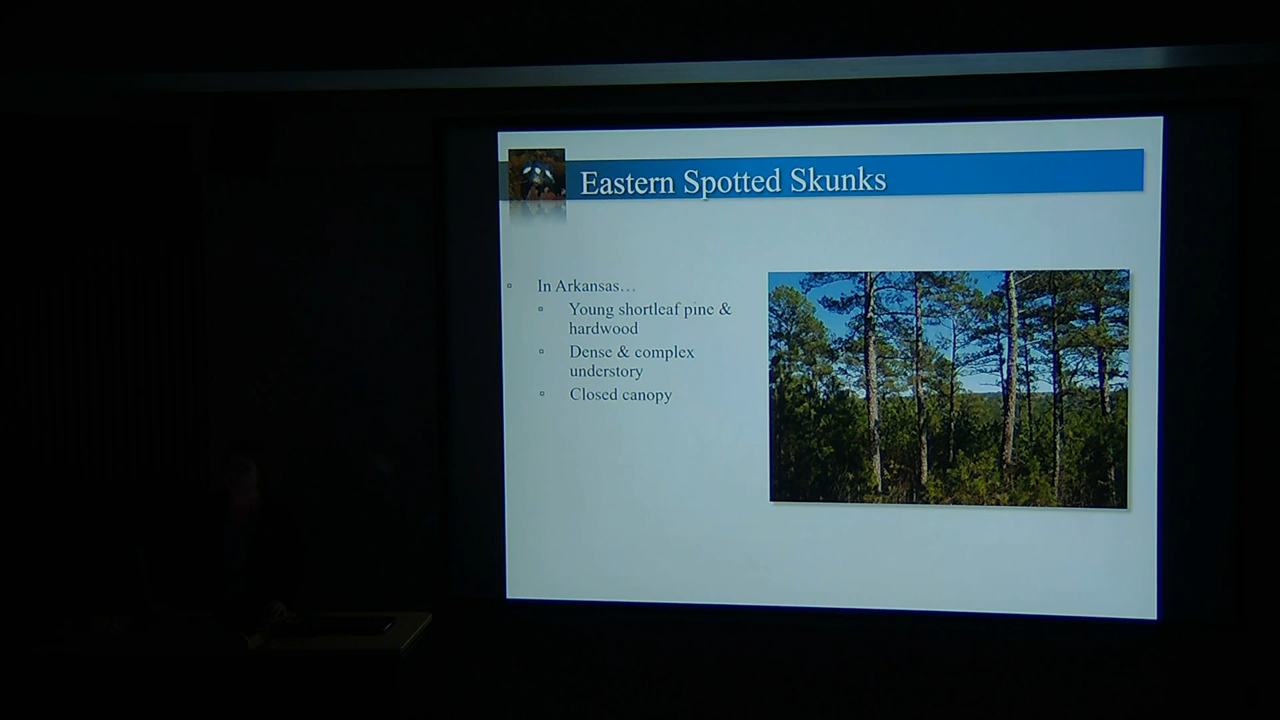 Eastern Spotted Skunks
In Arkansas…
Young shortleaf pine &
hardwood
Dense & complex
understory
Closed canopy